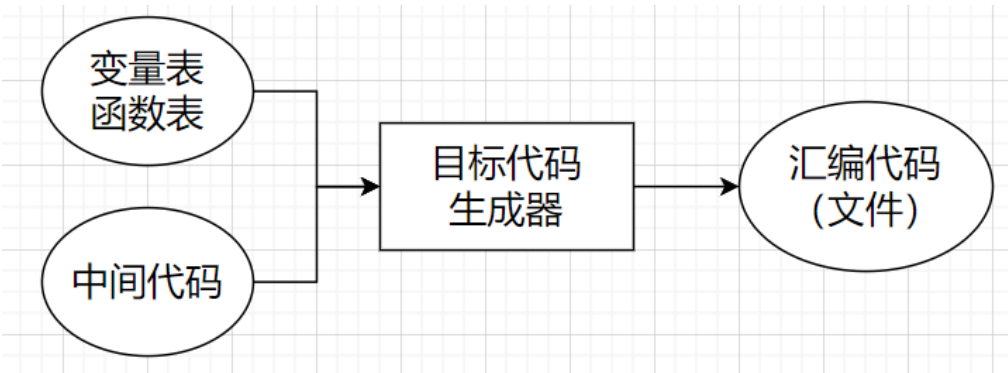 变量表
函数表
中间代码
目标代码
生成器
汇编代码
（文件）